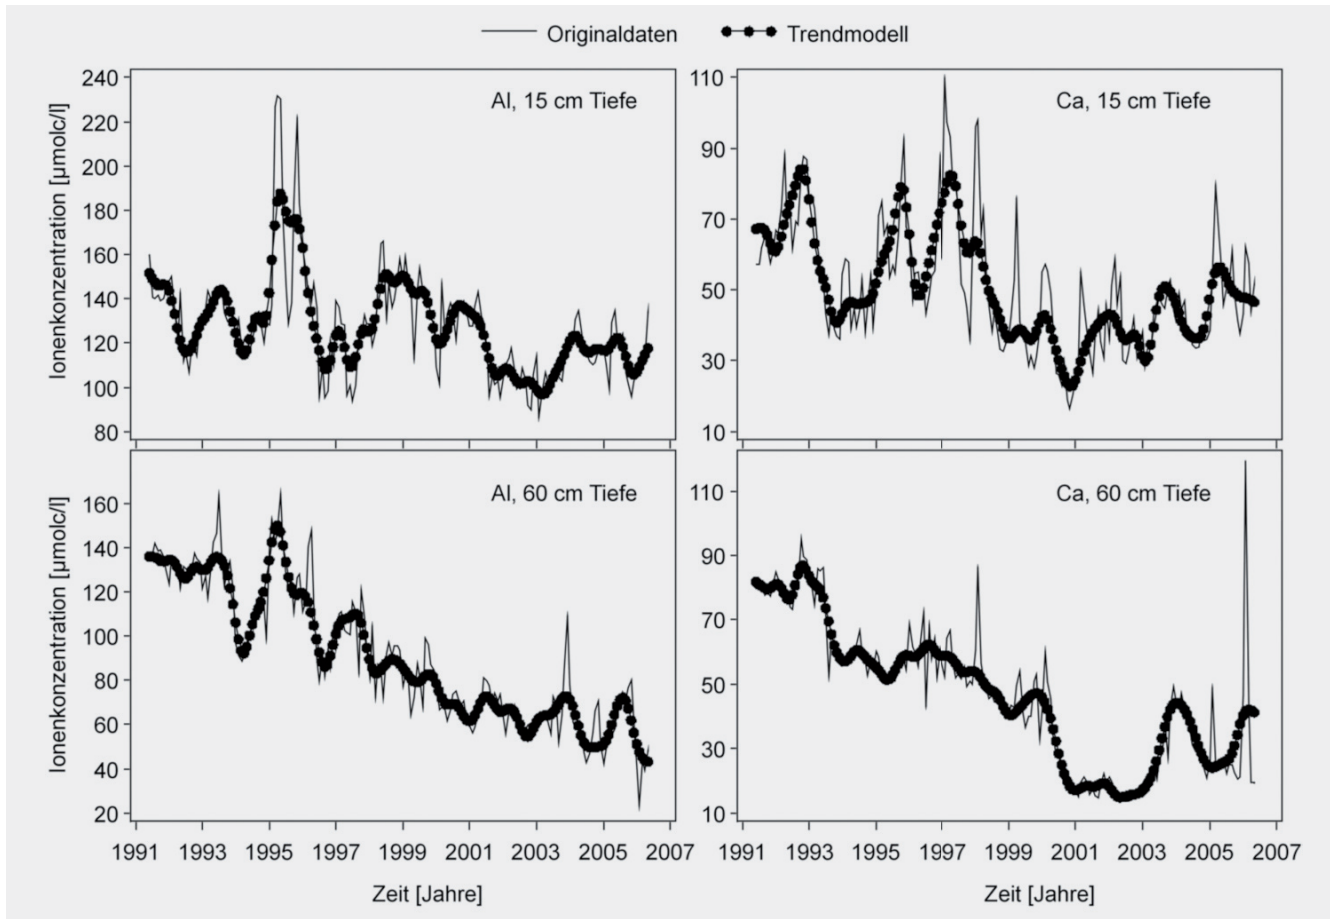 Originaldaten Trendmodell
Ionenkonzentration [µmolc/l]
240
220
200
180
160
140
120
100
80
Al, 15 cm Tiefe
110
90
70
50
30
10
Ca, 15 cm Tiefe
Ionenkonzentration [µmolc/l]
160
140
120
100
80
60
40
20
Al, 60 cm Tiefe
110
90
70
50
30
10
Ca, 60 cm Tiefe
1991 1993 1995 1997 1999 2001 2003 2005 2007
1991 1993 1995 1997 1999 2001 2003 2005 2007
Zeit [Jahre]
Zeit [Jahre]